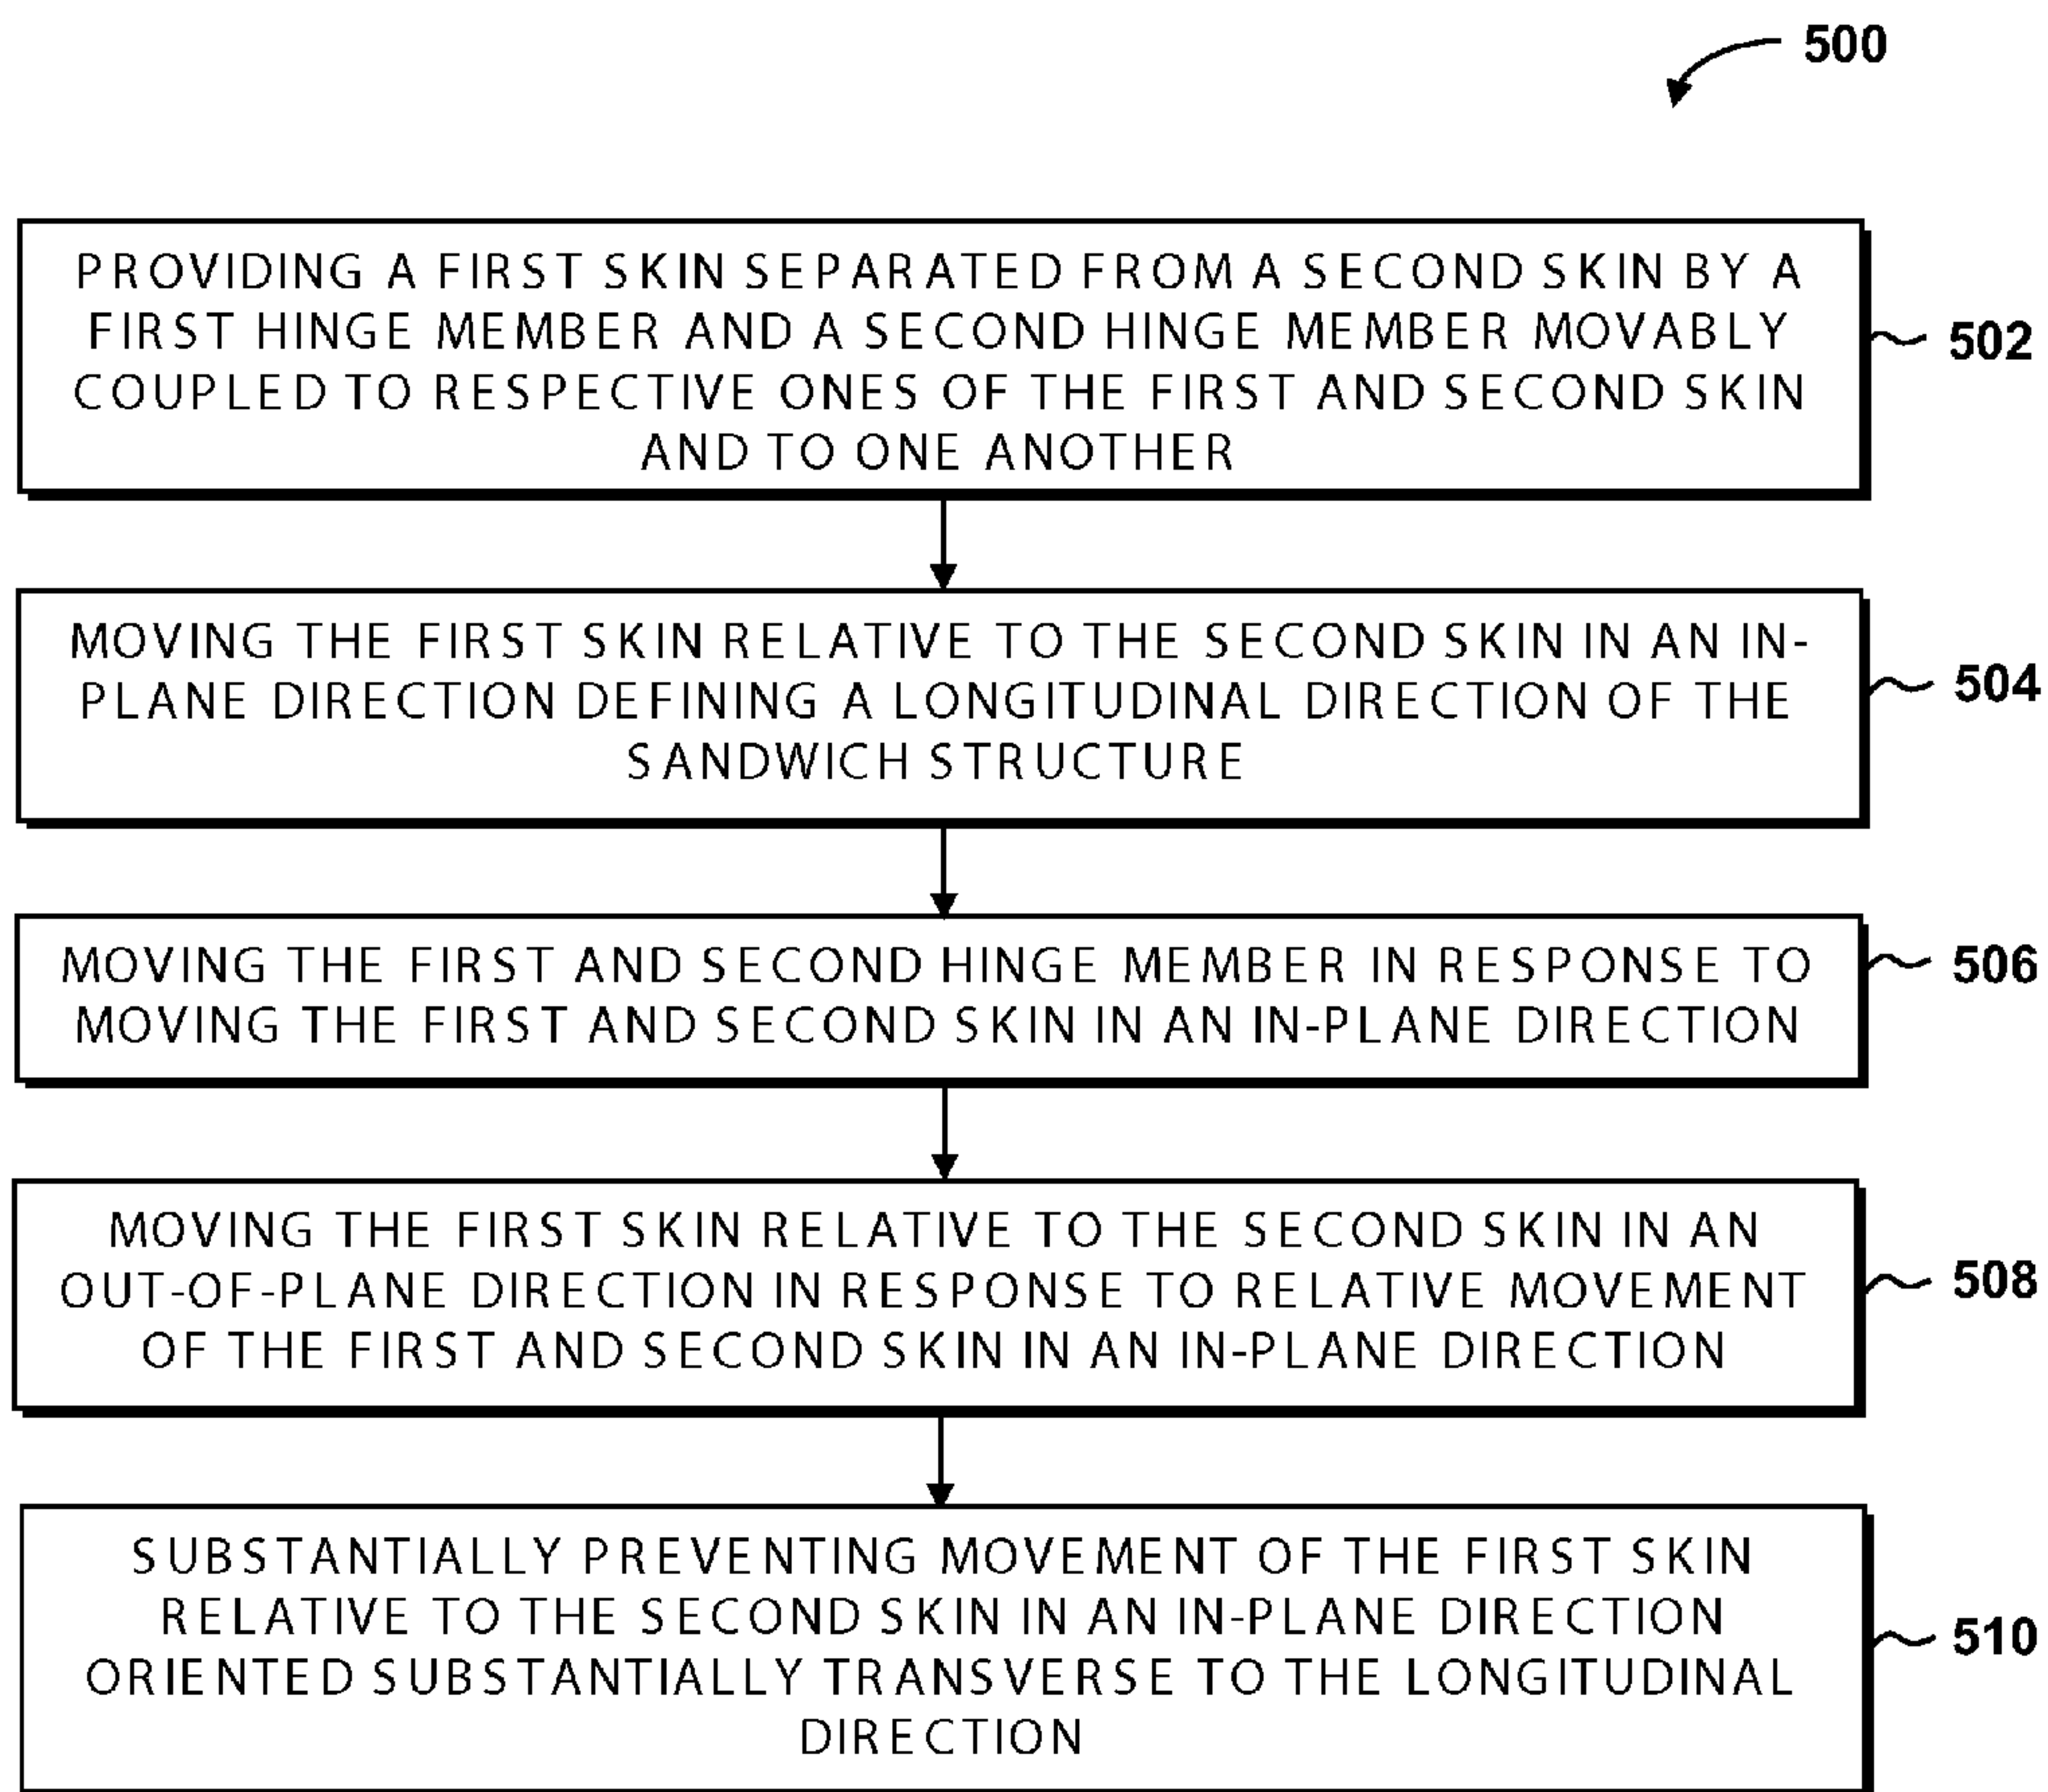 500
PROVIDING A FIRST SKIN SEPARATED FROM A SECOND SKIN BY A
FIRST HINGE MEMBER AND A SECOND HINGE MEMBER MOVABLY
COUPLED TO RESPECTIVE ONES OF THE FIRST AND SECOND SKIN
AND TO ONE ANOTHER
502
MOVING THE FIRST SKIN RELATIVE TO THE SECOND SKIN IN AN IN-
PLANE DIRECTION DEFINING A LONGITUDINAL DIRECTION OF THE
SANDWICH STRUCTURE
504
MOVING THE FIRST AND SECOND HINGE MEMBER IN RESPONSE TO
MOVING THE FIRST AND SECOND SKIN IN AN IN-PLANE DIRECTION
506
MOVING THE FIRST SKIN RELATIVE TO THE SECOND SKIN IN AN
OUT-OF-PLANE DIRECTION IN RESPONSE TO RELATIVE MOVEMENT
OF THE FIRST AND SECOND SKIN IN AN IN-PLANE DIRECTION
508
SUBSTANTIALLY PREVENTING MOVEMENT OF THE FIRST SKIN
RELATIVE TO THE SECOND SKIN IN AN IN-PLANE DIRECTION
ORIENTED SUBSTANTIALLY TRANSVERSE TO THE LONGITUDINAL
DIRECTION
510